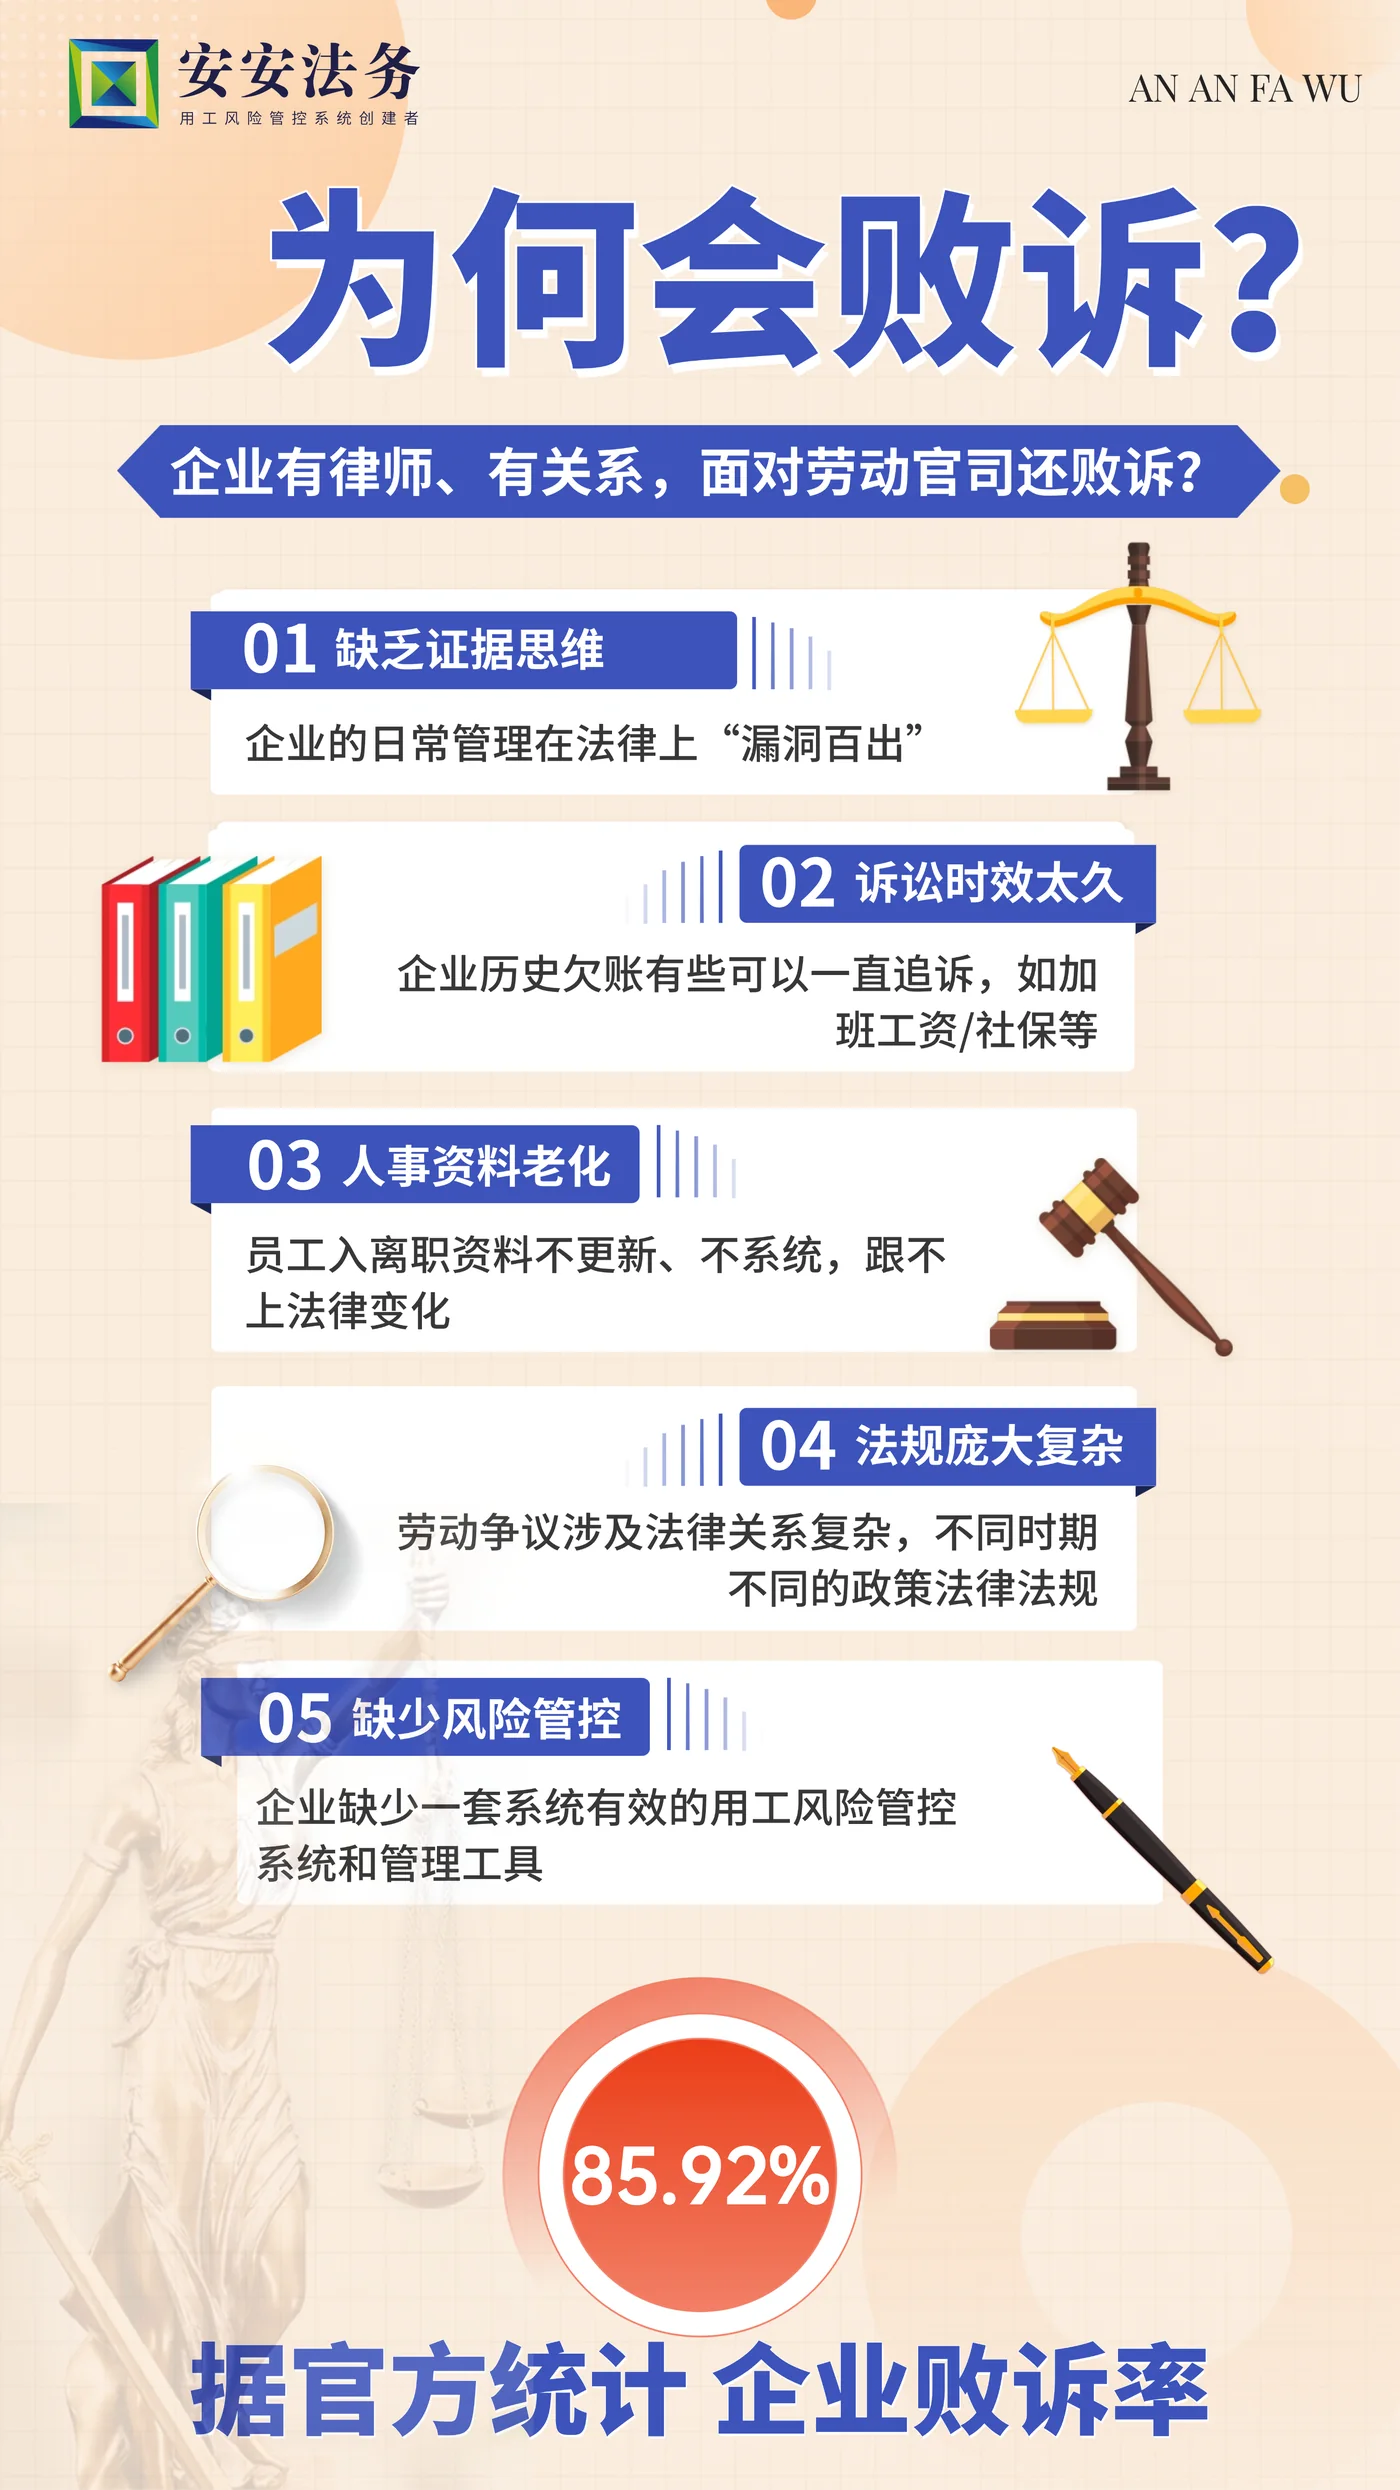 安安法务
用工风险管控系统创建者
AN AN FA WU
为何会败诉？
企业有律师、有关系，面对劳动官司还败诉？
01 缺乏证据思维
企业的日常管理在法律上“漏洞百出”
02 诉讼时效太久
企业历史欠账有些可以一直追诉，如加
班工资/社保等
03 人事资料老化
员工入离职资料不更新、不系统，跟不
上法律变化
04 法规庞大复杂
劳动争议涉及法律关系复杂，不同时期
不同的政策法律法规
05 缺少风险管控
企业缺少一套系统有效的用工风险管控
系统和管理工具
85.92%
据官方统计 企业败诉率